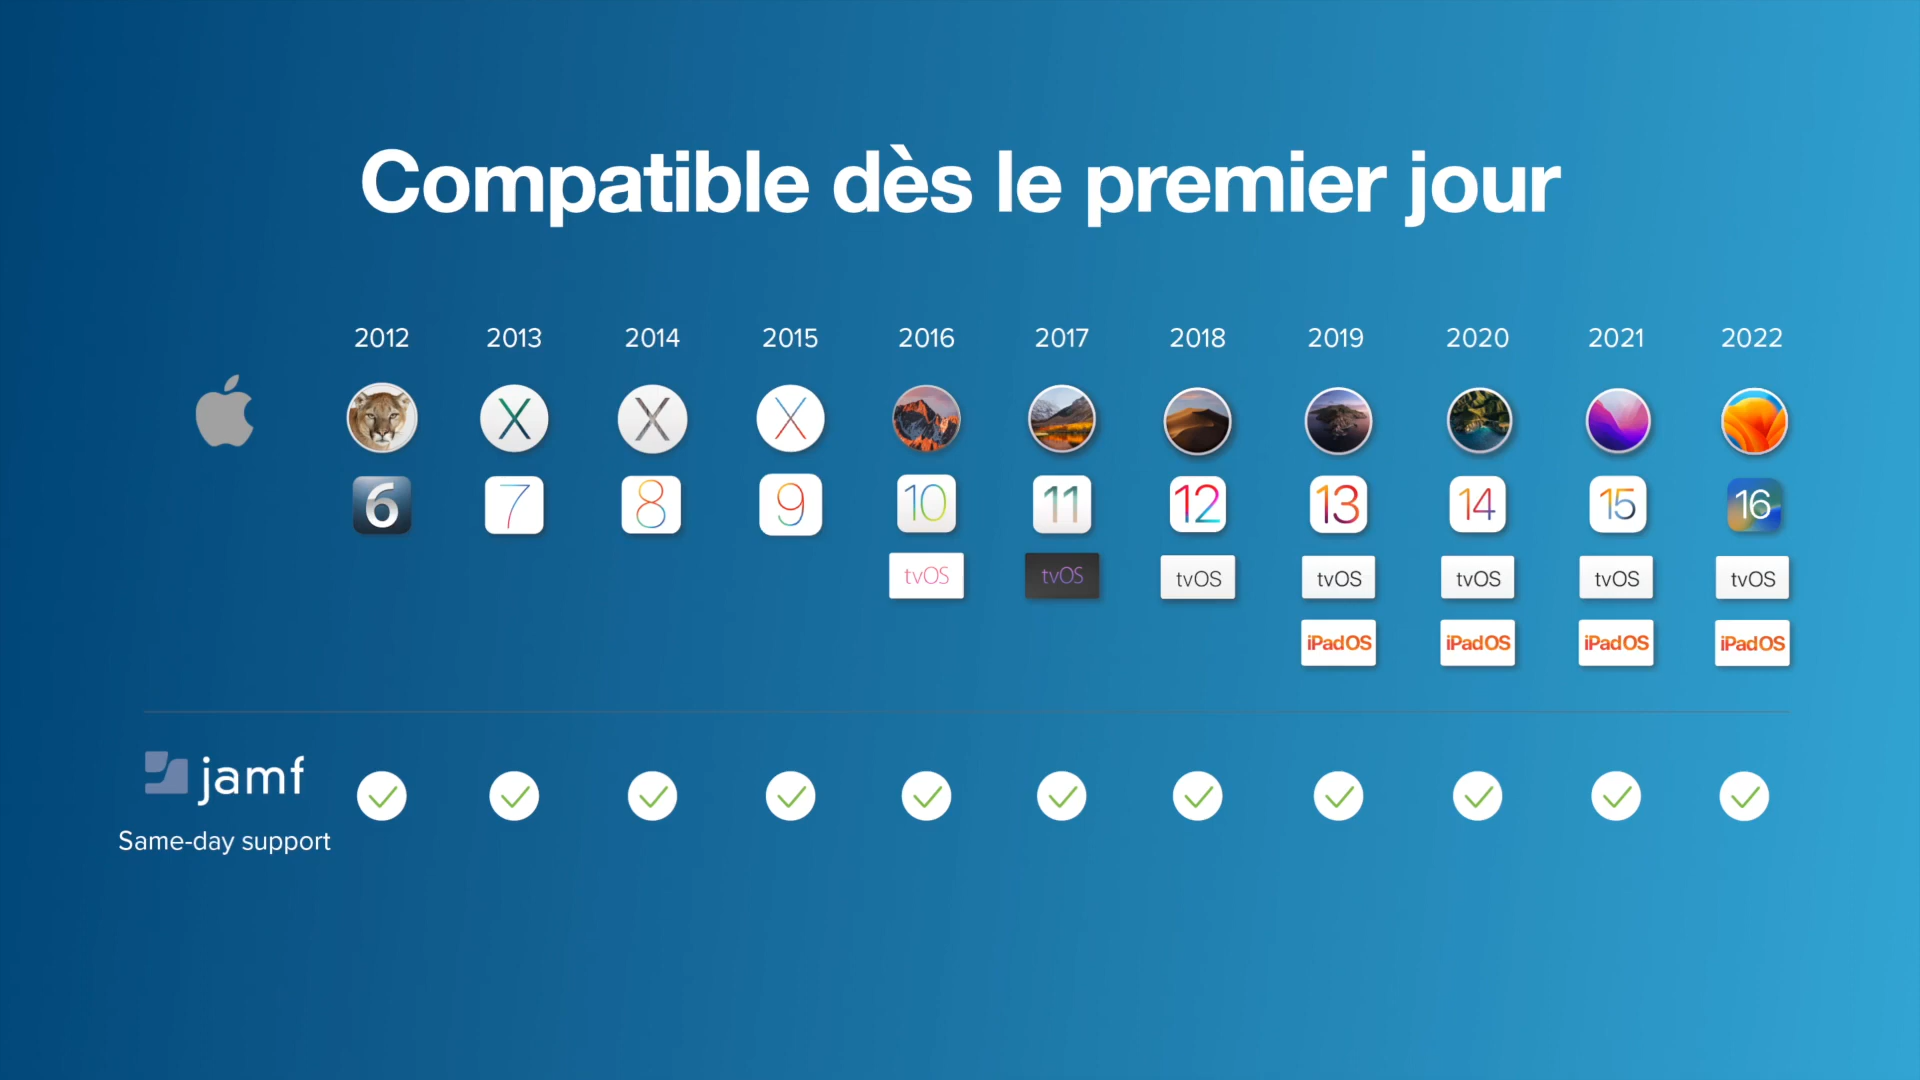 Compatible dès le premier jour
2012 2013 2014 2015 2016 2017 2018 2019 2020 2021 2022
X X X
6 7 8 9 10 11 12 13 14 15 16
tvOS tvOS tvOS tvOS tvOS tvOS tvOS
iPadOS iPadOS iPadOS iPadOS
jamf
Same-day support